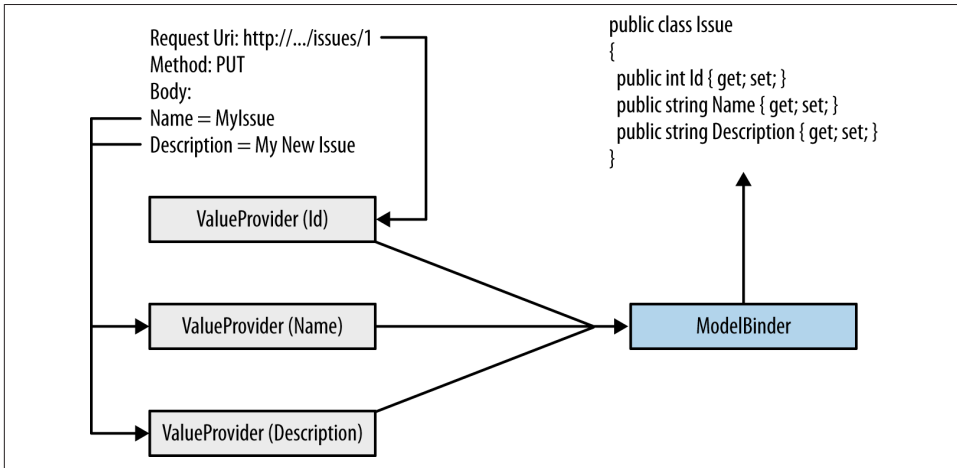 Request Uri: http://.../issues/1
Method: PUT
Body:
Name = MyIssue
Description = My New Issue
public class Issue
{
public int Id { get; set; }
public string Name { get; set; }
public string Description { get; set; }
}
ValueProvider (Id)
ValueProvider (Name)
ModelBinder
ValueProvider (Description)